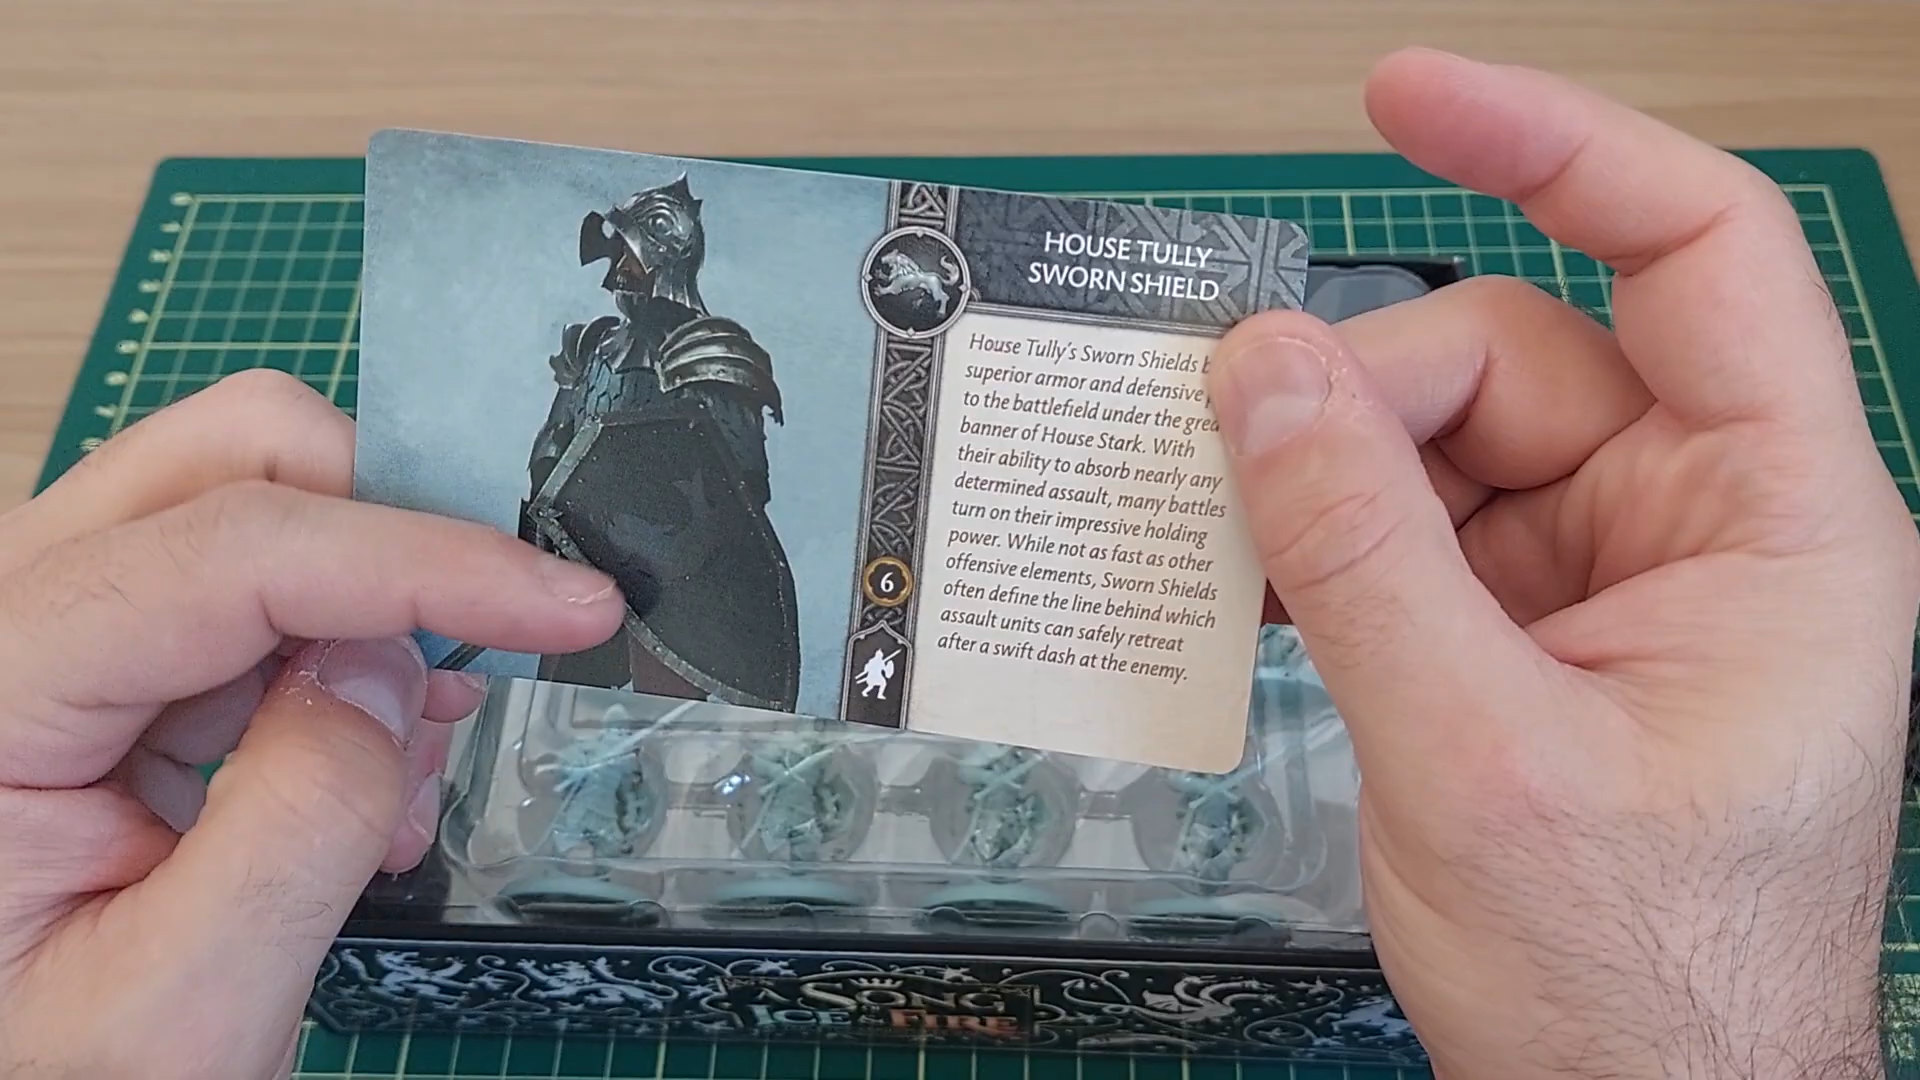 HOUSE TULLY
SWORN SHIELD
House Tully's Sworn Shields
superior armor and defensive
to the battlefield under the
banner of House Stark. With
their ability to absorb nearly any
determined assault, many battles
turn on their impressive holding
power. While not as fast as other
offensive elements, Sworn Shields
often define the line behind which
assault units can safely retreat
after a swift dash at the enemy.
6
A SONG
ICE & FIRE